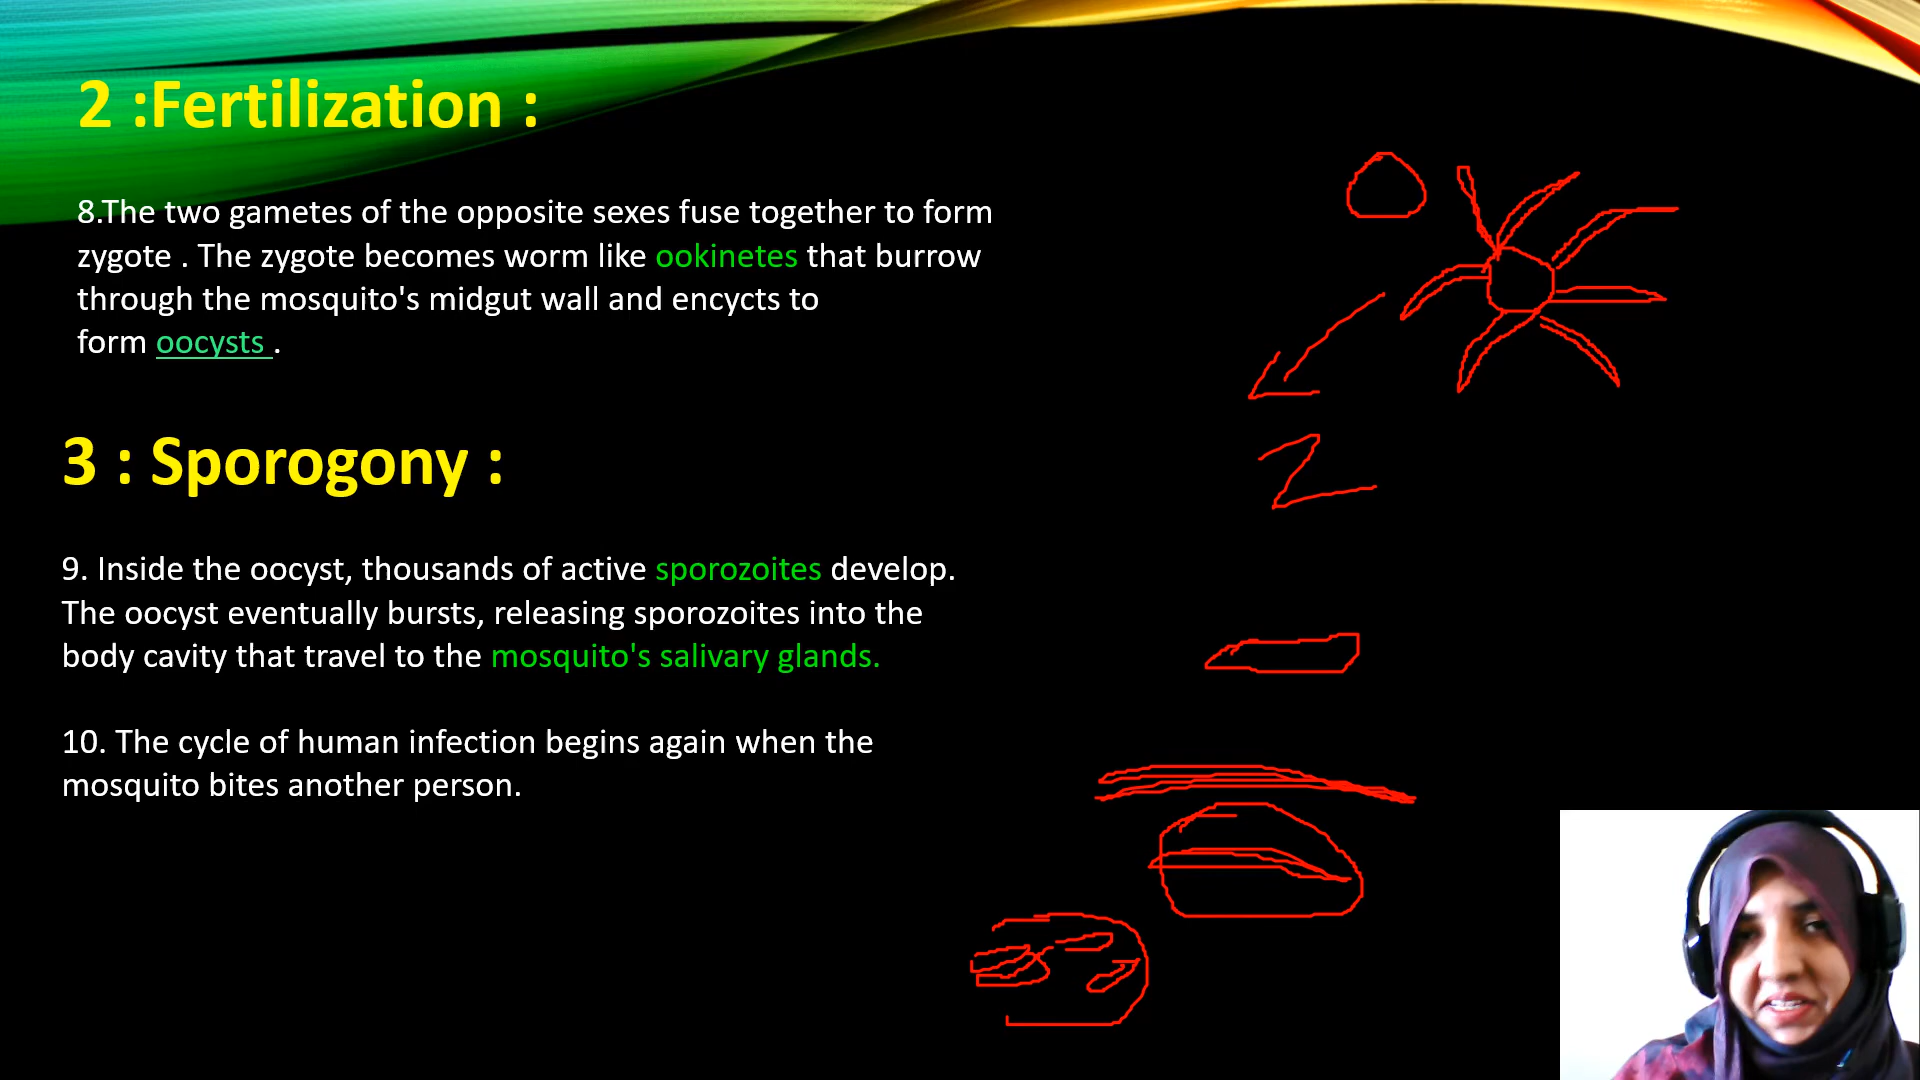 2 :Fertilization :
8.The two gametes of the opposite sexes fuse together to form
zygote . The zygote becomes worm like ookinetes that burrow
through the mosquito's midgut wall and encycts to
form oocysts .
Z
3 : Sporogony :
9. Inside the oocyst, thousands of active sporozoites develop.
The oocyst eventually bursts, releasing sporozoites into the
body cavity that travel to the mosquito's salivary glands.
10. The cycle of human infection begins again when the
mosquito bites another person.